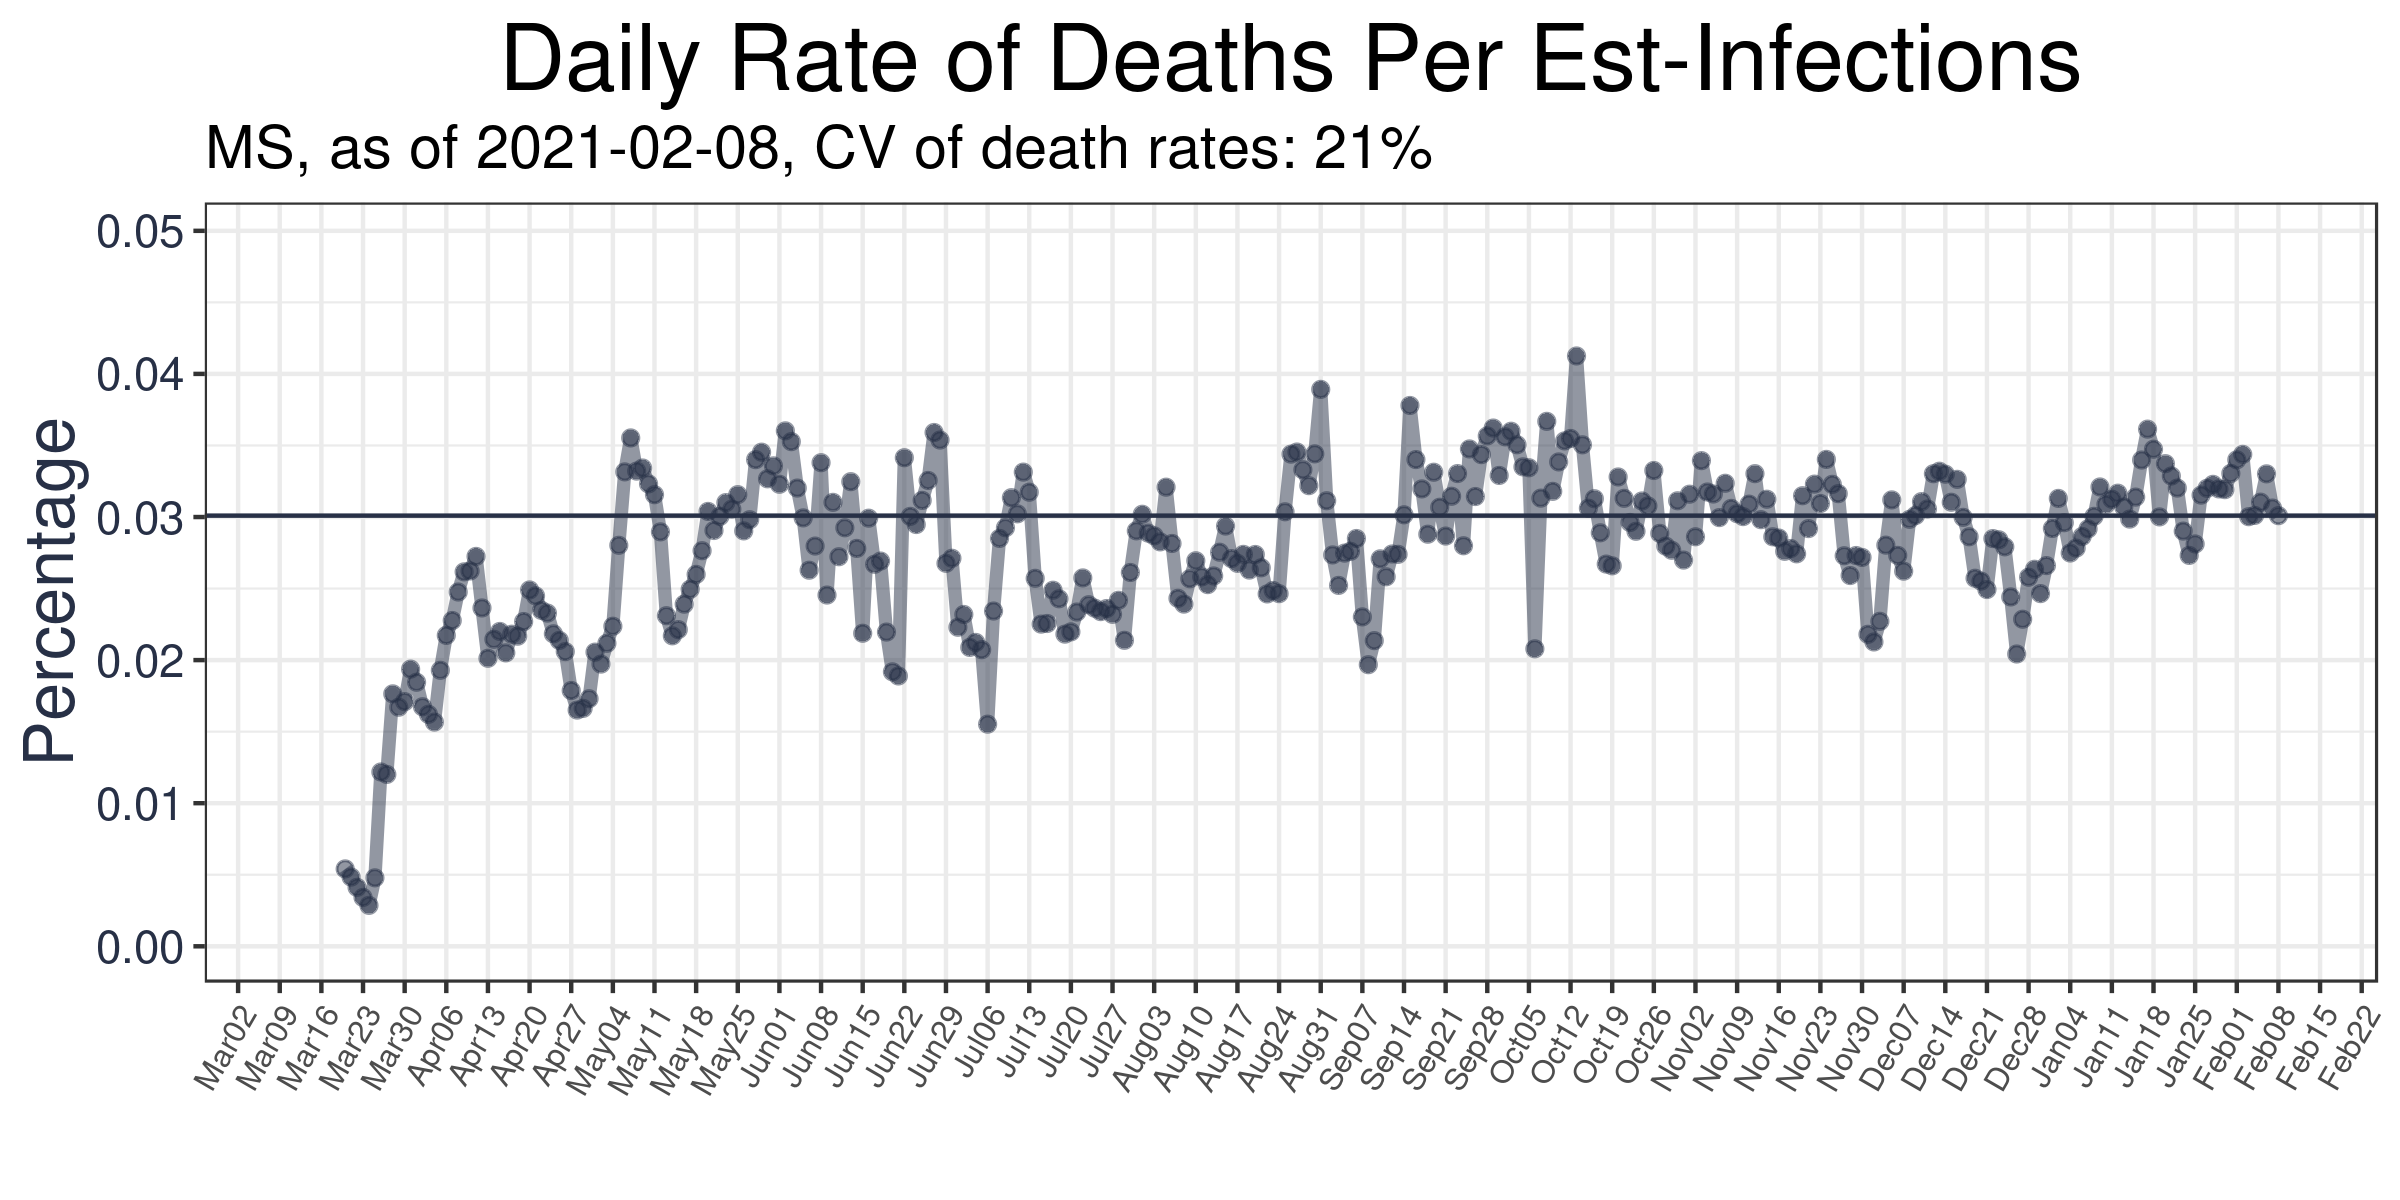 Daily Rate of Deaths Per Est-Infections
MS, as of 2021-02-08, CV of death rates: 21%
Percentage
0.05
0.04
0.03
0.02
0.01
0.00
Mar02
Mar09
Mar16
Mar23
Mar30
Apr06
Apr13
Apr20
Apr27
May04
May11
May18
May25
Jun01
Jun08
Jun15
Jun22
Jun29
Jul06
Jul13
Jul20
Jul27
Aug03
Aug10
Aug17
Aug24
Aug31
Sep07
Sep14
Sep21
Sep28
Oct05
Oct12
Oct19
Oct26
Nov02
Nov09
Nov16
Nov23
Nov30
Dec07
Dec14
Dec21
Dec28
Jan04
Jan11
Jan18
Jan25
Feb01
Feb08
Feb15
Feb22